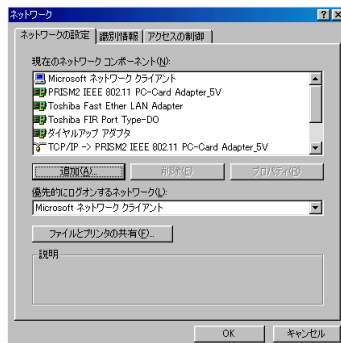 ネットワーク
ネットワークの設定 識別情報 アクセスの制御
現在のネットワーク コンポーネント(N):
Microsoft ネットワーク クライアント
PRISM2 IEEE 802.11 PC-Card Adapter_5V
Toshiba Fast Ether LAN Adapter
Toshiba FIR Port Type-DO
ダイヤルアップ アダプタ
TCP/IP -> PRISM2 IEEE 802.11 PC-Card Adapter_5V
追加(A)... 削除(E) プロパティ(R)
優先的にログオンするネットワーク(L):
Microsoft ネットワーク クライアント
ファイルとプリンタの共有(F)...
説明
OK キャンセル